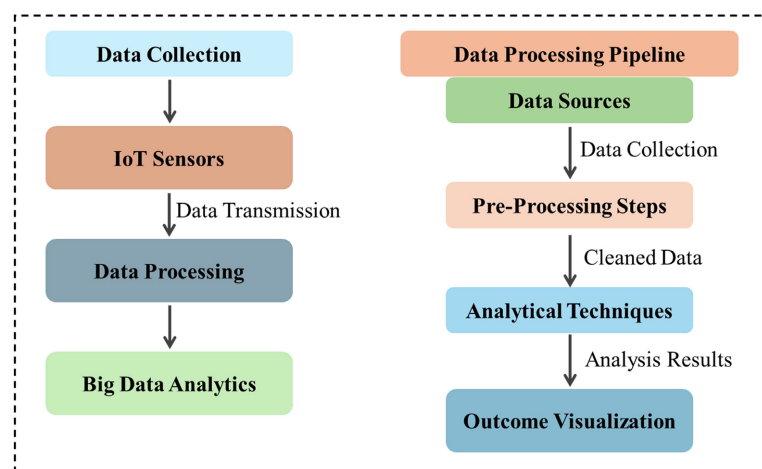 Data Collection
IoT Sensors
Data Transmission
Data Processing
Big Data Analytics
Data Processing Pipeline
Data Sources
Data Collection
Pre-Processing Steps
Cleaned Data
Analytical Techniques
Analysis Results
Outcome Visualization